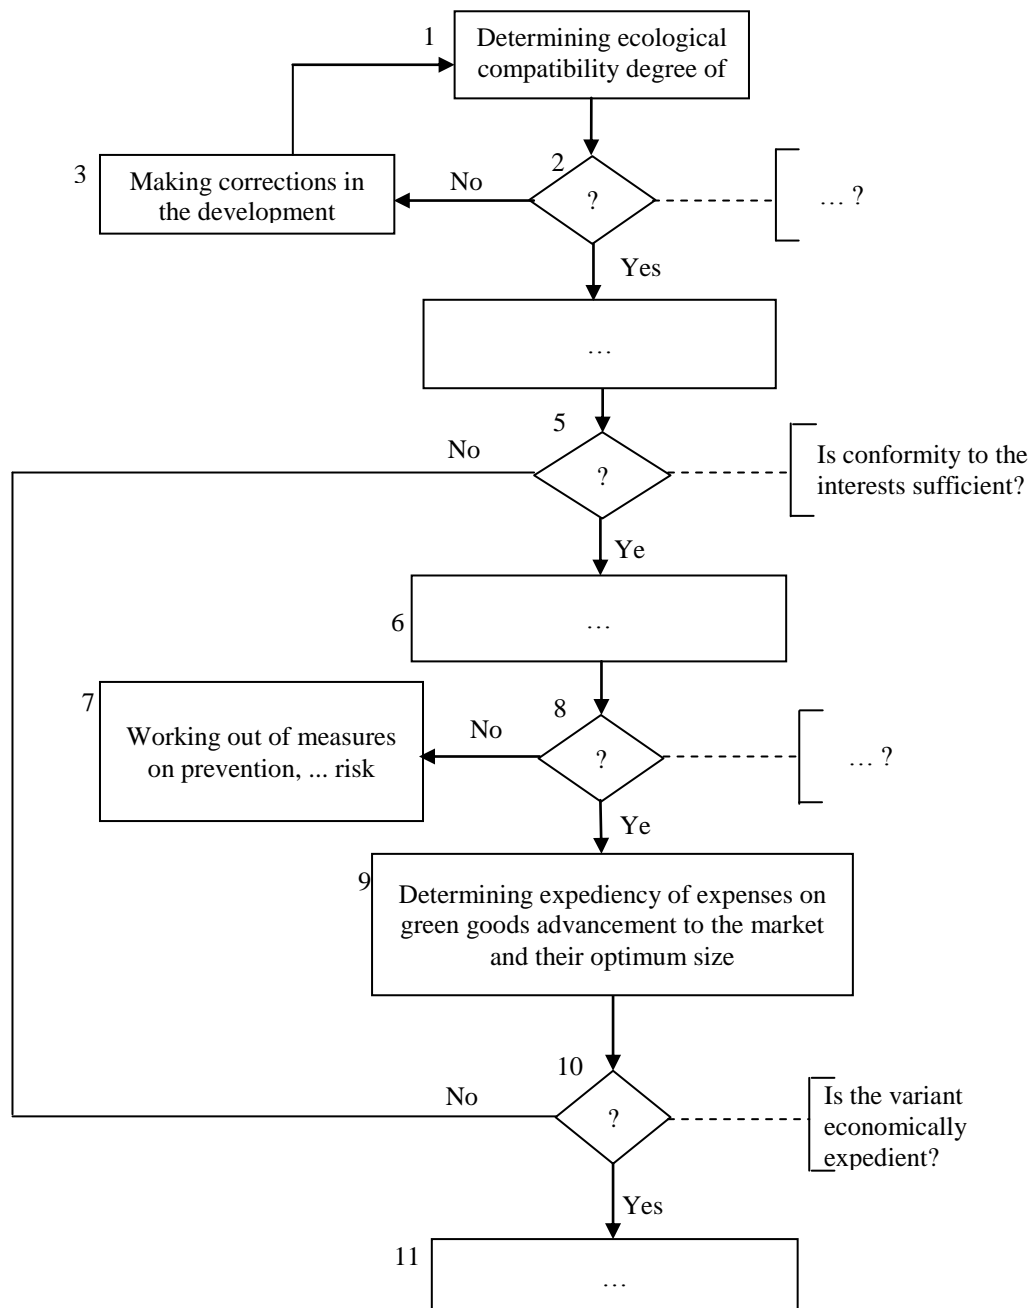 1
Determining ecological
compatibility degree of
2
3
Making corrections in
the development
No
?
… ?
Yes
…
5
No
?
Is conformity to the
interests sufficient?
Ye
6
…
7
Working out of measures
on prevention, ... risk
No
8
?
… ?
Ye
9
Determining expediency of expenses on
green goods advancement to the market
and their optimum size
10
No
?
Is the variant
economically
expedient?
Yes
11
…